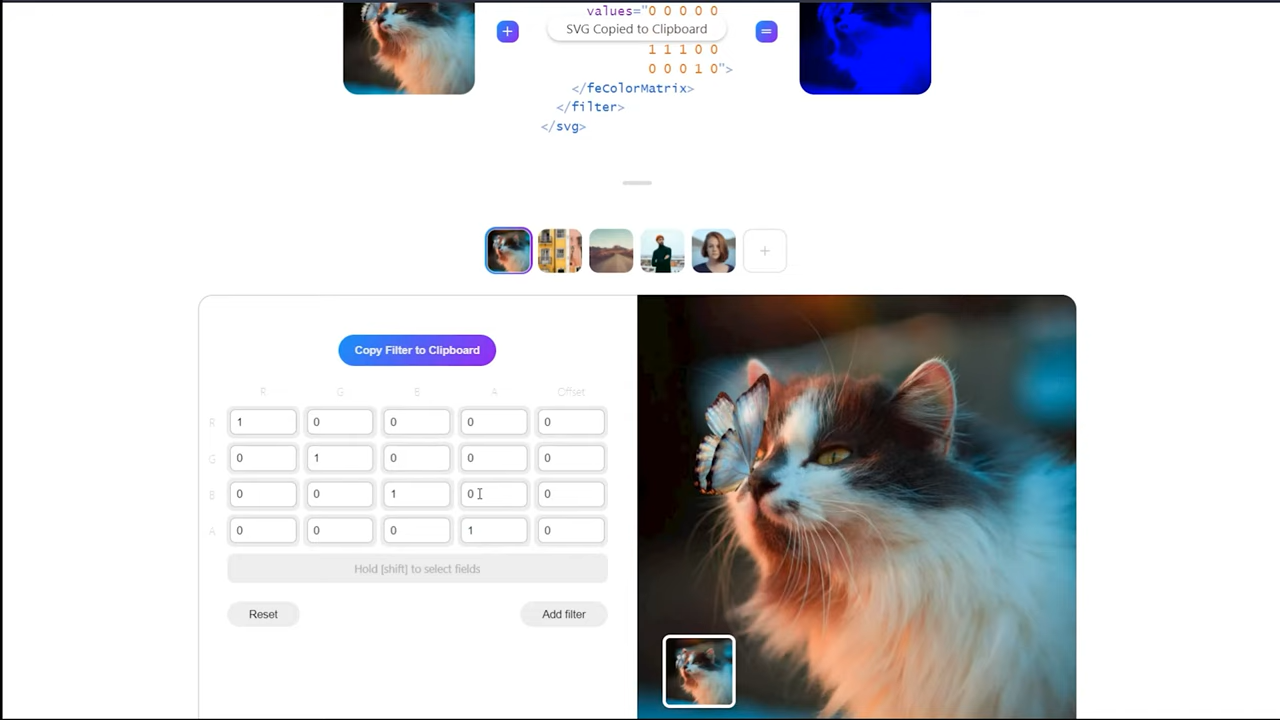 values="0 0 0 0 0
+
SVG Copied to Clipboard
=
1 1 1 0 0
0 0 0 1 0">
</feColorMatrix>
</filter>
</svg>
+
Copy Filter to Clipboard
R G B A Offset
R 1 0 0 0 0
G 0 1 0 0 0
B 0 0 1 0 0
A 0 0 0 1 0
Hold [shift] to select fields
Reset
Add filter